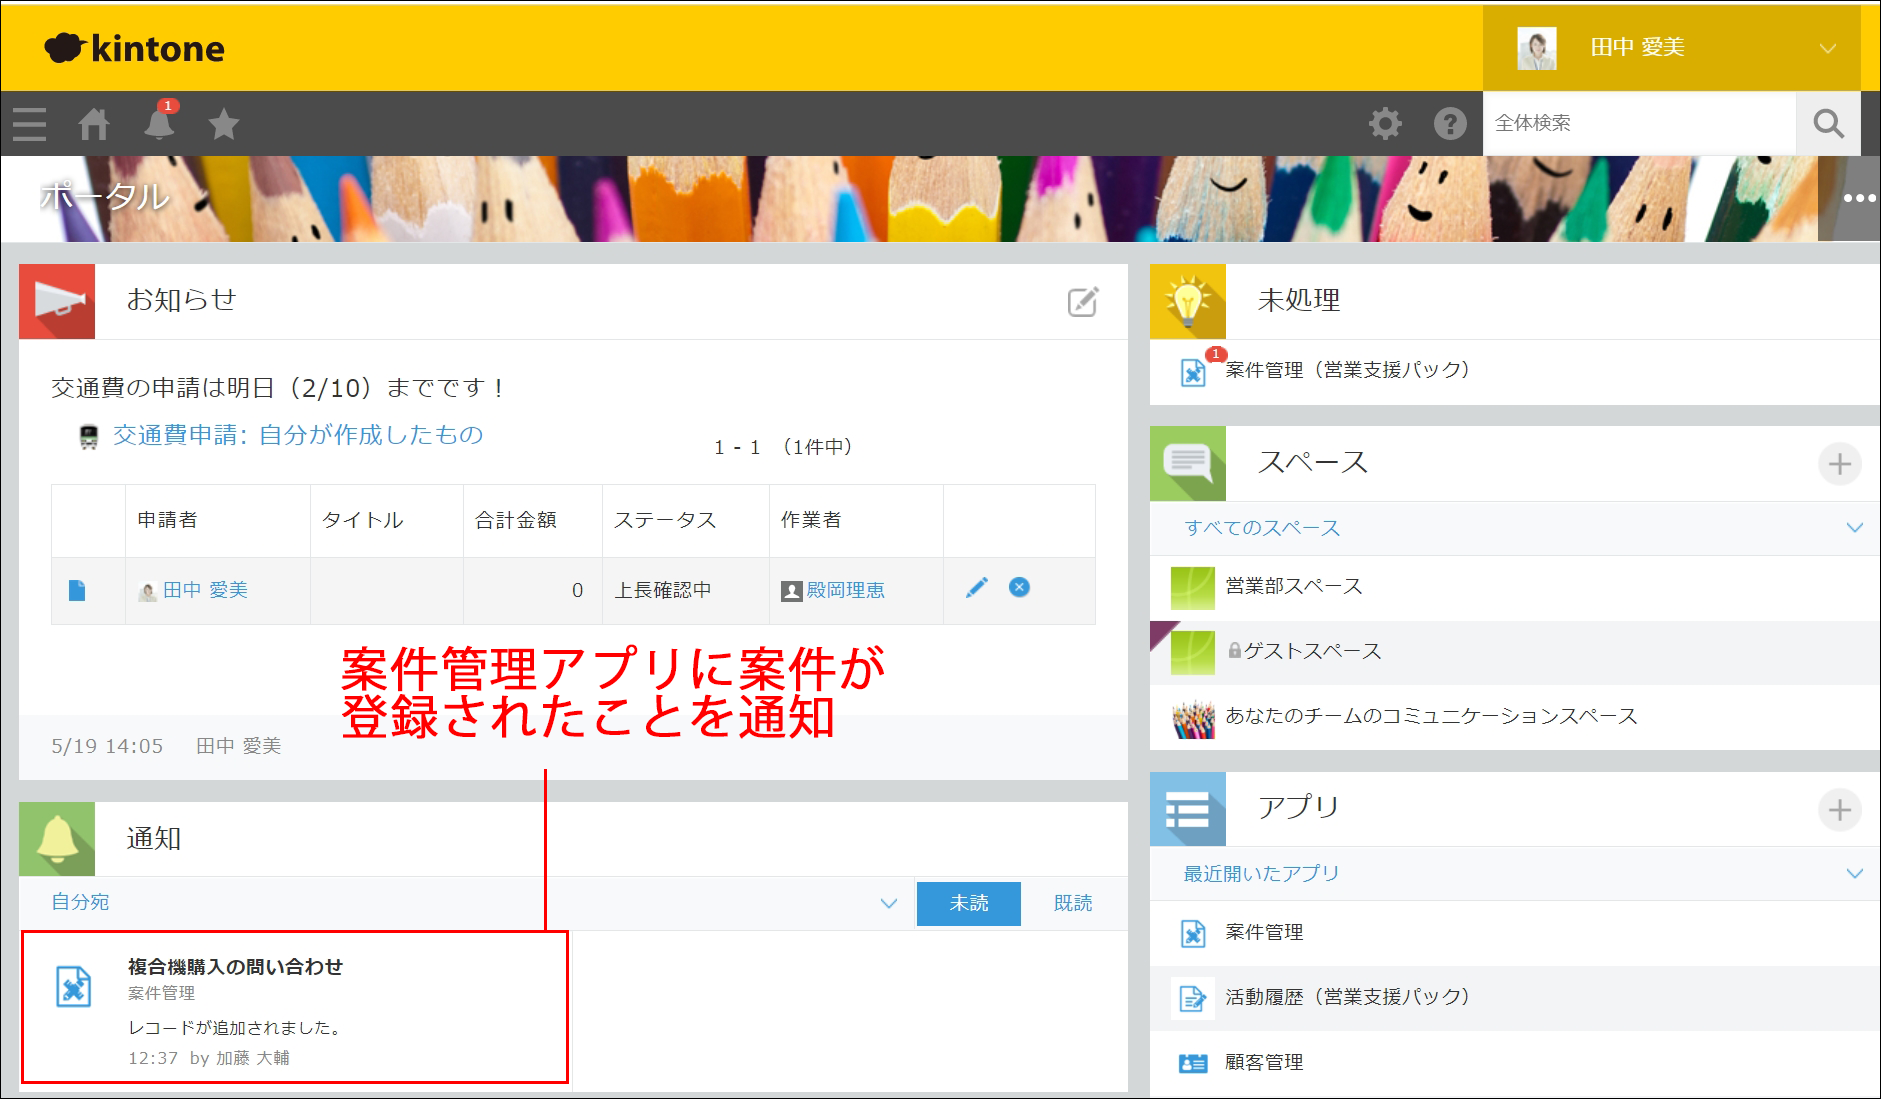 kintone
田中 愛美
1
?
全体検索
ポータル
お知らせ
交通費の申請は明日（2/10）までです！
交通費申請: 自分が作成したもの
1 - 1 （1件中）
申請者 タイトル 合計金額 ステータス 作業者
田中 愛美 0 上長確認中 殿岡理恵
案件管理アプリに案件が
登録されたことを通知
5/19 14:05 田中 愛美
通知
自分宛 未読 既読
複合機購入の問い合わせ
案件管理
レコードが追加されました。
12:37 by 加藤 大輔
未処理
1
案件管理（営業支援パック）
スペース
すべてのスペース
営業部スペース
ゲストスペース
あなたのチームのコミュニケーションスペース
アプリ
最近開いたアプリ
案件管理
活動履歴（営業支援パック）
顧客管理